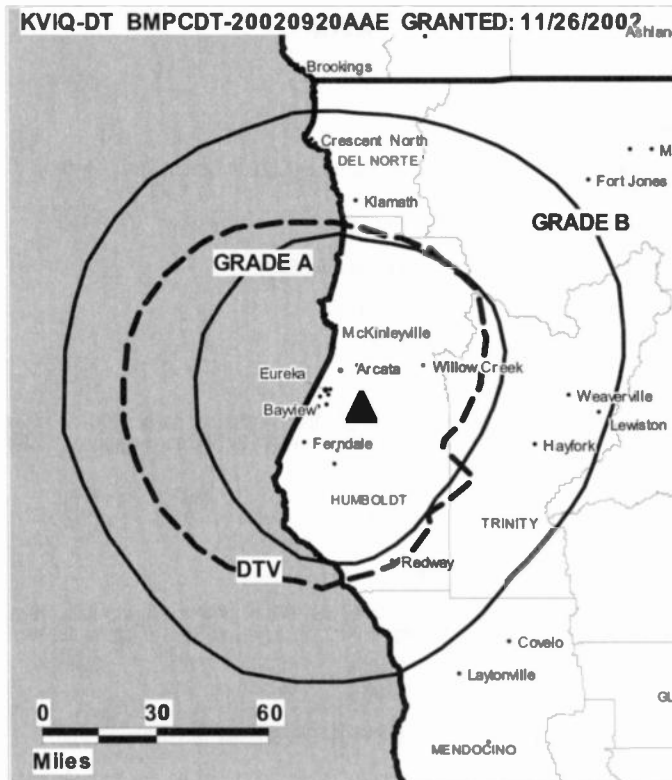 KVIQ-DT BMPCDT-20020920AAE GRANTED: 11/26/2002
Ashland
Brookings
Crescent North
DEL NORTE
Klamath
Fort Jones
GRADE B
GRADE A
McKinleyville
Arcata
Willow Creek
Eureka
Bayview
Weaverville
Lewiston
Ferndale
Hayfork
HUMBOLDT
TRINITY
DTV
Redway
Covelo
Laytonville
0 30 60
Miles
MENDOCINO
GL
M